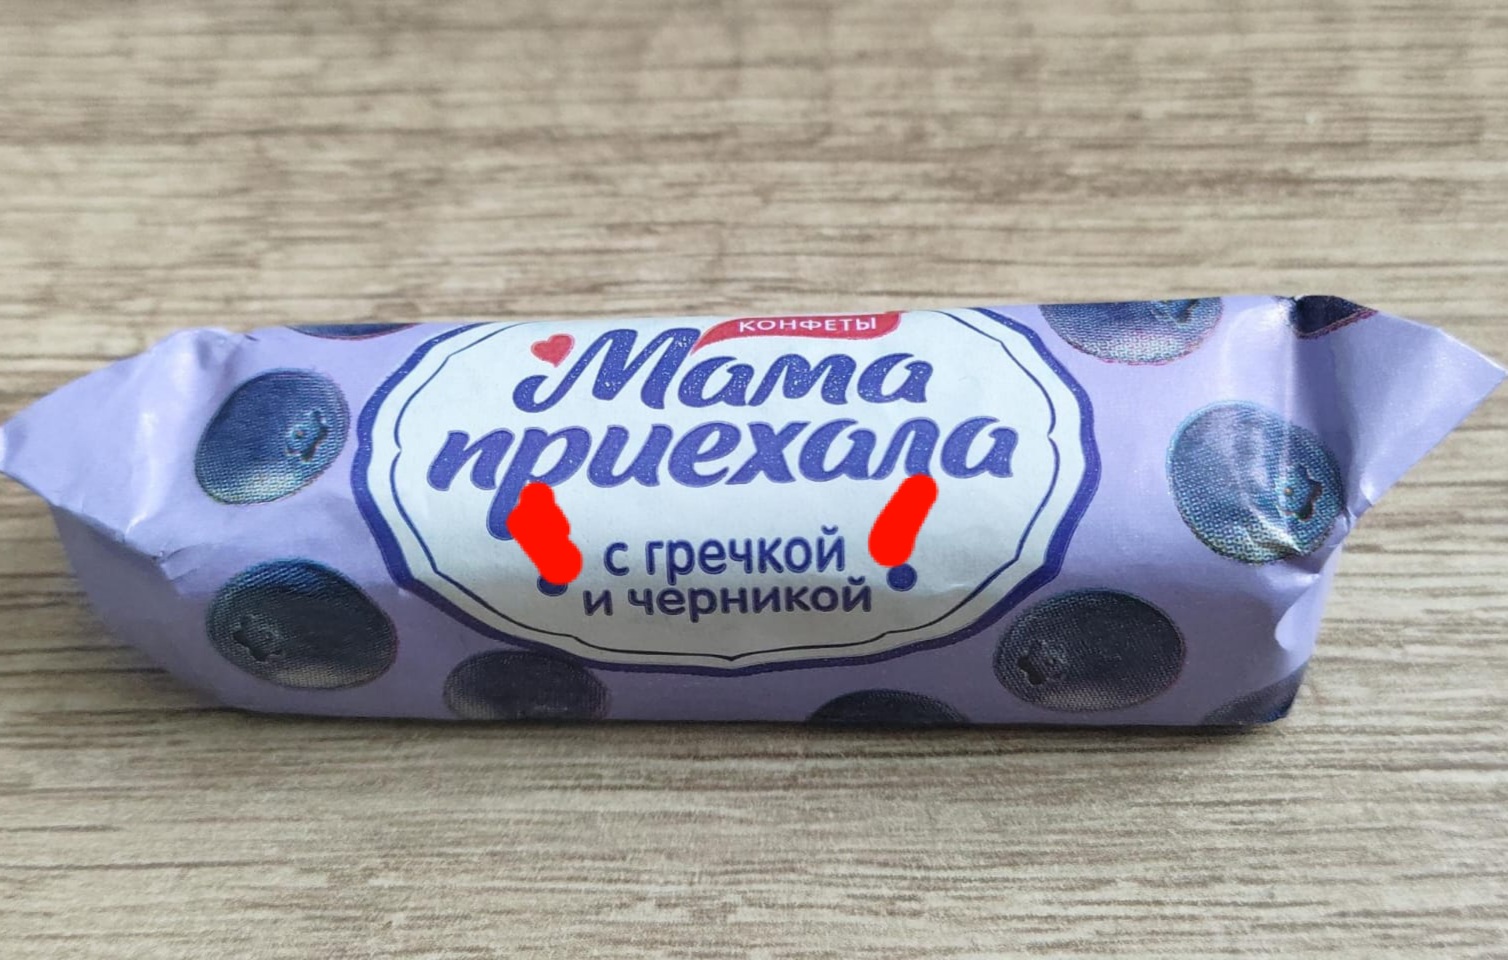 КОНФЕТЫ
Мама
приехала
с гречкой
и черникой